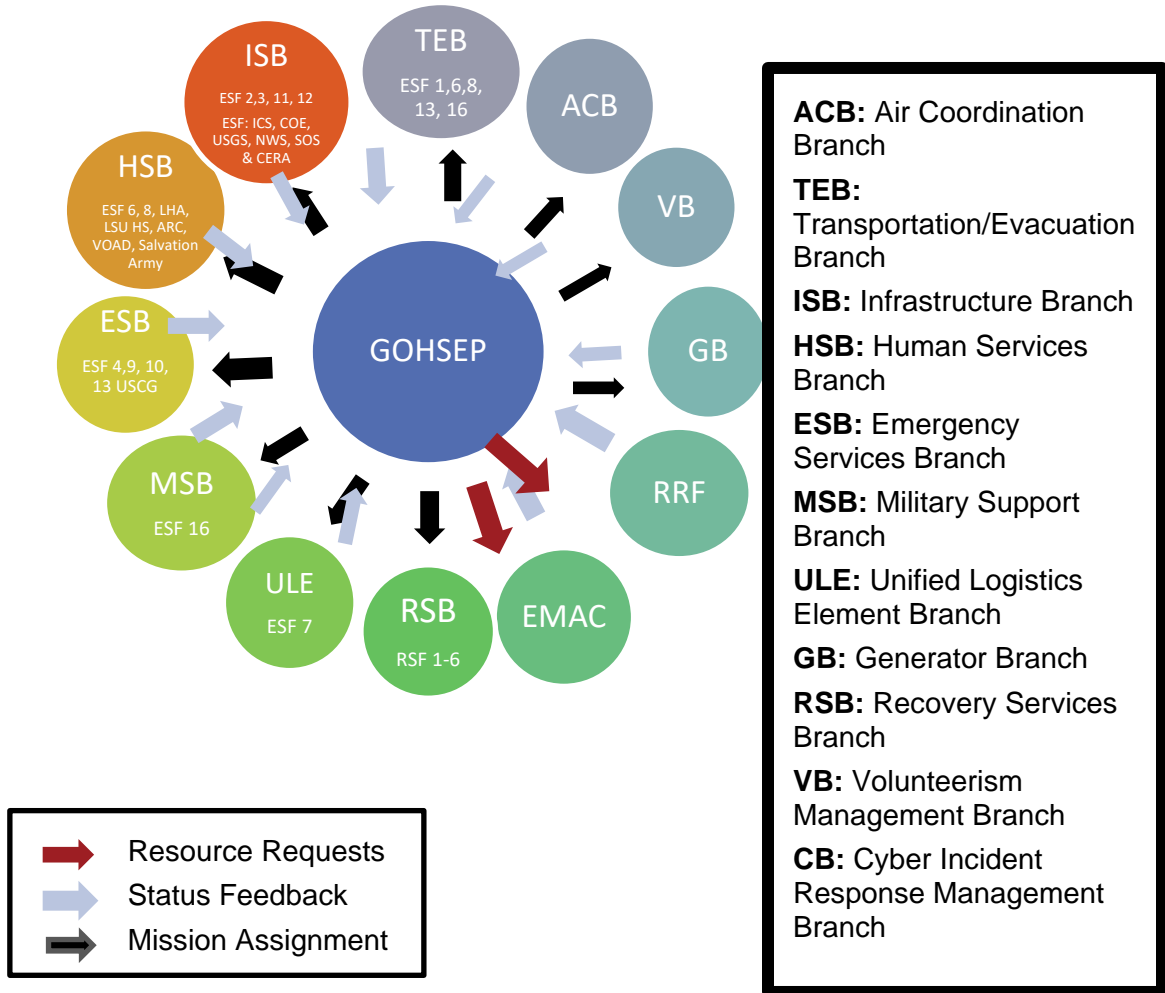 TEB
ESF 1,6,8,
13, 16
ISB
ESF 2,3, 11, 12
ESF: ICS, COE,
USGS, NWS, SOS
& CERA
ACB
HSB
ESF 6, 8, LHA,
LSU HS, ARC,
VOAD, Salvation
Army
VB
ESB
ESF 4,9, 10,
13 USCG
GOHSEP
GB
MSB
ESF 16
RRF
ULE
ESF 7
RSB
RSF 1-6
EMAC
ACB: Air Coordination
Branch
TEB:
Transportation/Evacuation
Branch
ISB: Infrastructure Branch
HSB: Human Services
Branch
ESB: Emergency
Services Branch
MSB: Military Support
Branch
ULE: Unified Logistics
Element Branch
GB: Generator Branch
RSB: Recovery Services
Branch
VB: Volunteerism
Management Branch
CB: Cyber Incident
Response Management
Branch
Resource Requests
Status Feedback
Mission Assignment